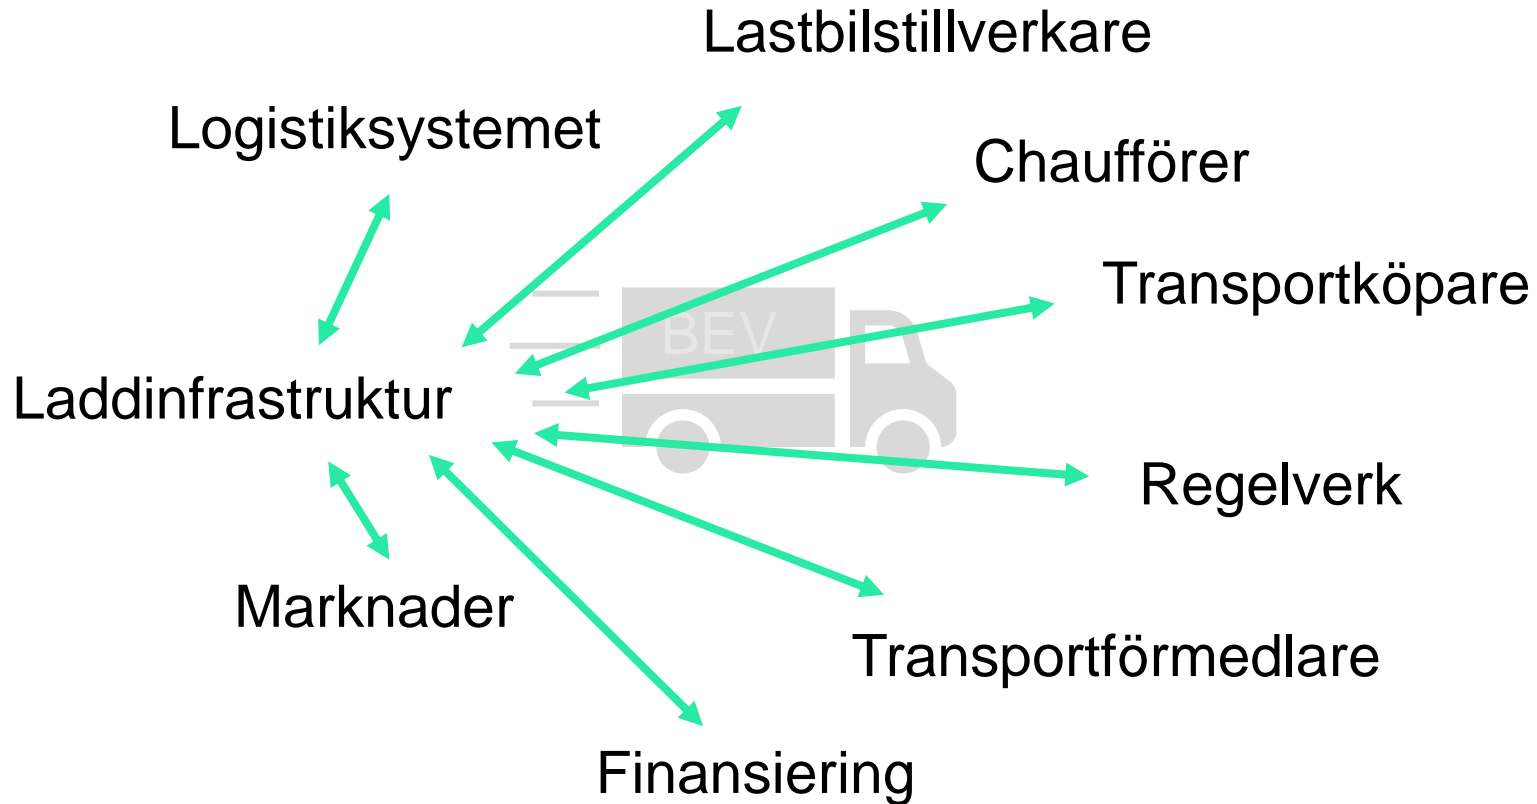 Lastbilstillverkare
Logistiksystemet
Chaufförer
Transportköpare
BEV
Laddinfrastruktur
Regelverk
Marknader
Transportförmedlare
Finansiering